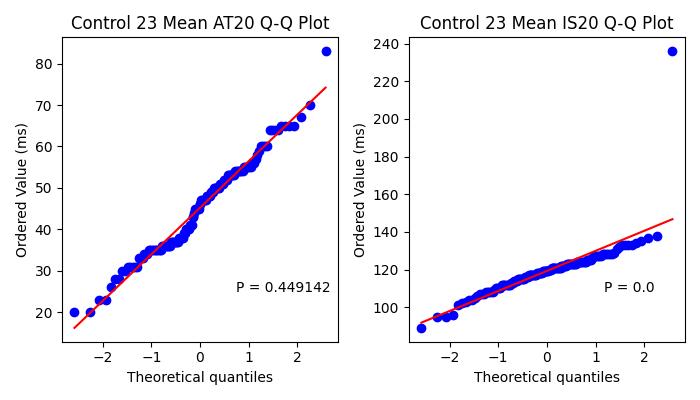 Control 23 Mean AT20 Q-Q Plot
Ordered Value (ms)
80
70
60
50
40
30
20
P = 0.449142
−2 −1 0 1 2
Theoretical quantiles
Control 23 Mean IS20 Q-Q Plot
Ordered Value (ms)
240
220
200
180
160
140
120
100
P = 0.0
−2 −1 0 1 2
Theoretical quantiles